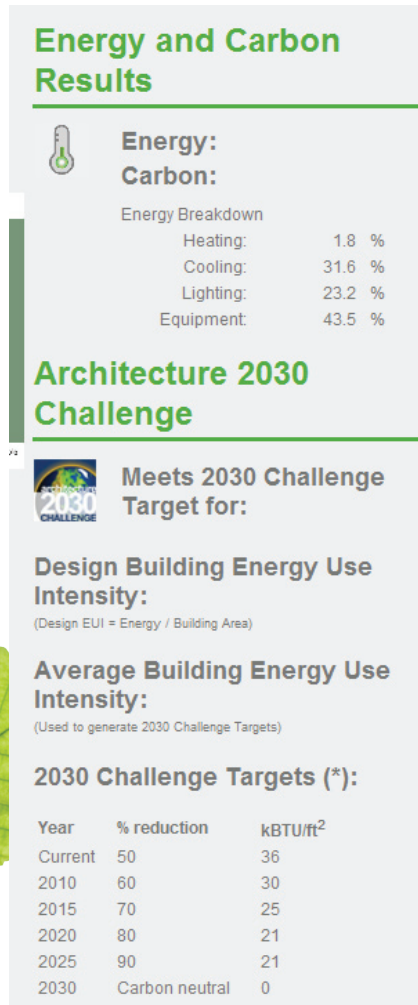 Energy and Carbon
Results
Energy:
Carbon:
Energy Breakdown
Heating: 1.8 %
Cooling: 31.6 %
Lighting: 23.2 %
Equipment: 43.5 %
Architecture 2030
Challenge
2030
CHALLENGE
Meets 2030 Challenge
Target for:
Design Building Energy Use
Intensity:
(Design EUI = Energy / Building Area)
Average Building Energy Use
Intensity:
(Used to generate 2030 Challenge Targets)
2030 Challenge Targets (*):
Year % reduction kBTU/ft²
Current 50 36
2010 60 30
2015 70 25
2020 80 21
2025 90 21
2030 Carbon neutral 0